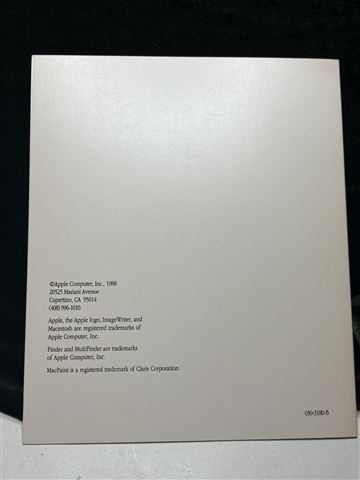 ©Apple Computer, Inc., 1988
20525 Mariani Avenue
Cupertino, CA 95014
(408) 996-1010
Apple, the Apple logo, ImageWriter, and
Macintosh are registered trademarks of
Apple Computer, Inc.
Finder and MultiFinder are trademarks
of Apple Computer, Inc.
MacPaint is a registered trademark of Claris Corporation.
030-3180-B